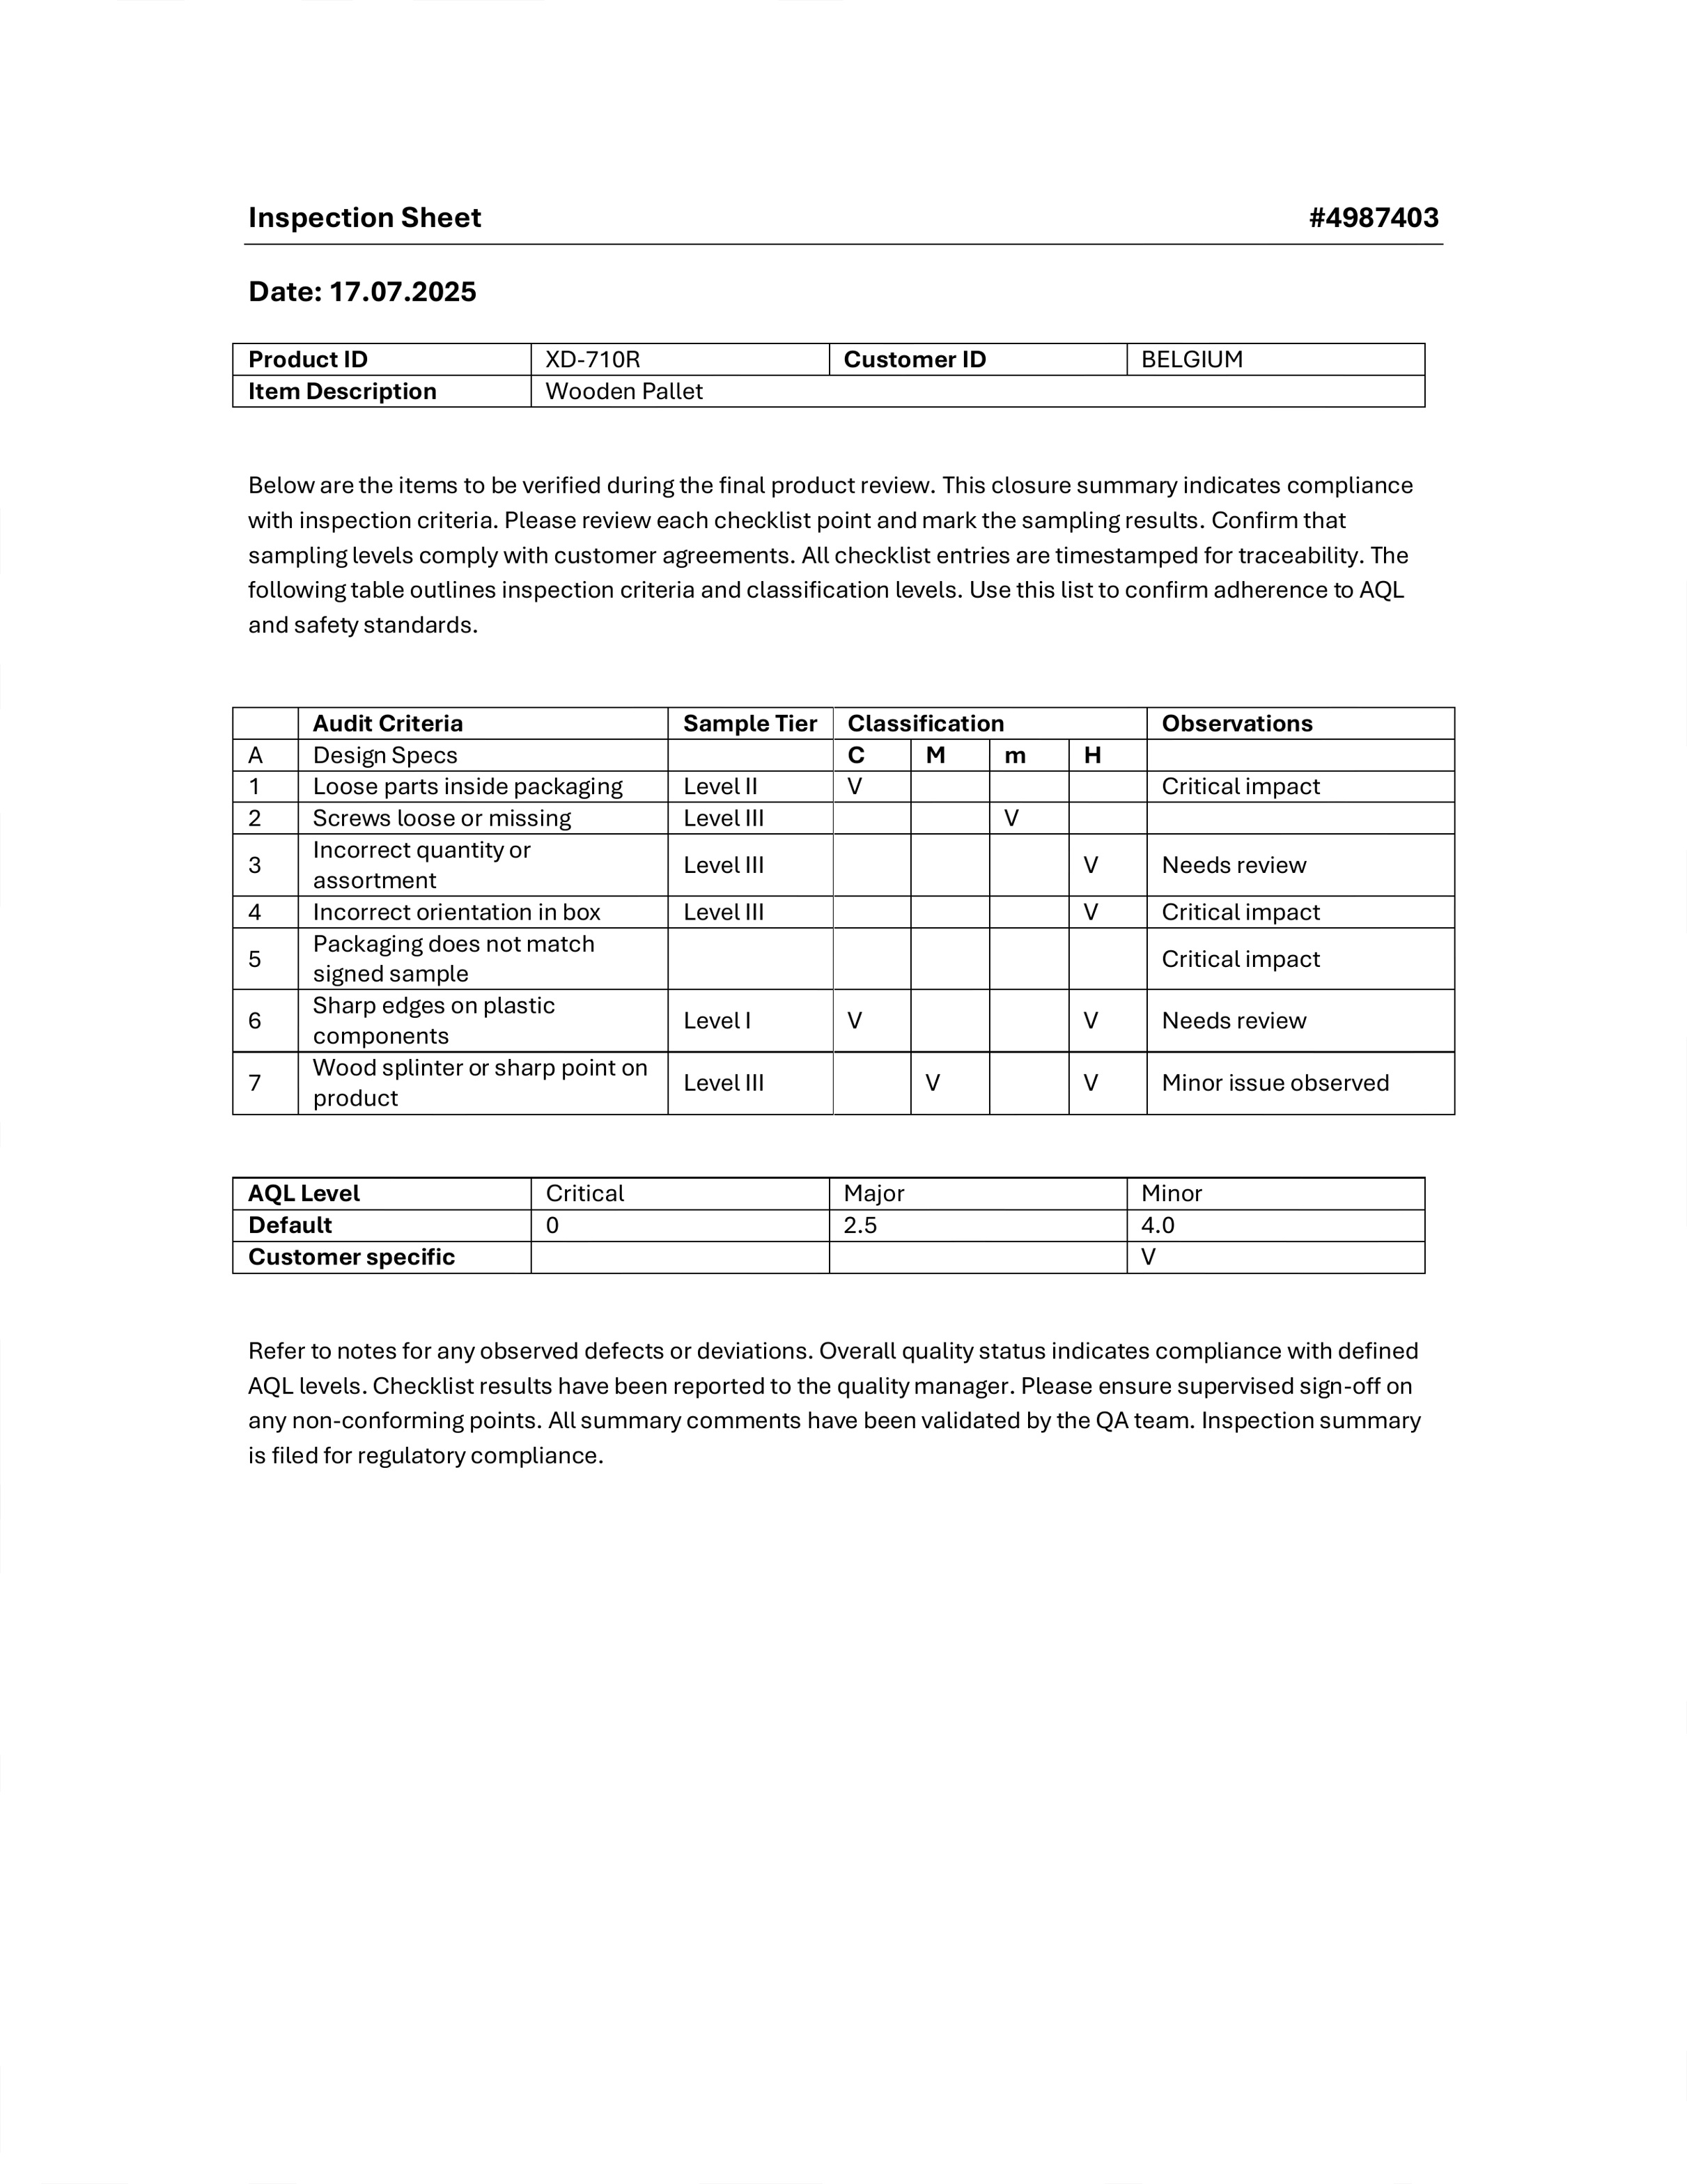 Inspection Sheet #4987403
Date: 17.07.2025
Product ID XD-710R Customer ID BELGIUM
Item Description Wooden Pallet
Below are the items to be verified during the final product review. This closure summary indicates compliance
with inspection criteria. Please review each checklist point and mark the sampling results. Confirm that
sampling levels comply with customer agreements. All checklist entries are timestamped for traceability. The
following table outlines inspection criteria and classification levels. Use this list to confirm adherence to AQL
and safety standards.
Audit Criteria Sample Tier Classification Observations
A Design Specs C M m H
1 Loose parts inside packaging Level II V Critical impact
2 Screws loose or missing Level III V
3 Incorrect quantity or
assortment Level III V Needs review
4 Incorrect orientation in box Level III V Critical impact
5 Packaging does not match
signed sample Critical impact
6 Sharp edges on plastic
components Level I V V Needs review
7 Wood splinter or sharp point on
product Level III V V Minor issue observed
AQL Level Critical Major Minor
Default 0 2.5 4.0
Customer specific V
Refer to notes for any observed defects or deviations. Overall quality status indicates compliance with defined
AQL levels. Checklist results have been reported to the quality manager. Please ensure supervised sign-off on
any non-conforming points. All summary comments have been validated by the QA team. Inspection summary
is filed for regulatory compliance.